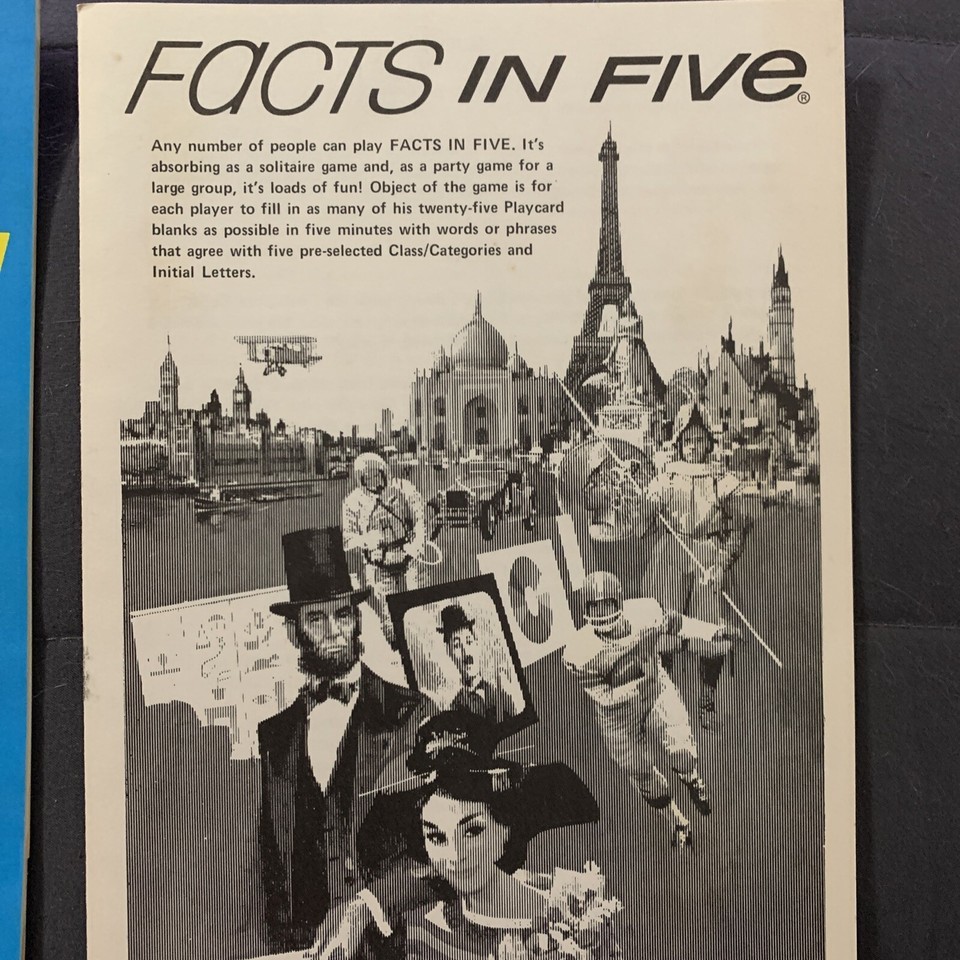 FACTS IN FIVE®
Any number of people can play FACTS IN FIVE. It's
absorbing as a solitaire game and, as a party game for a
large group, it's loads of fun! Object of the game is for
each player to fill in as many of his twenty-five Playcard
blanks as possible in five minutes with words or phrases
that agree with five pre-selected Class/Categories and
Initial Letters.
C